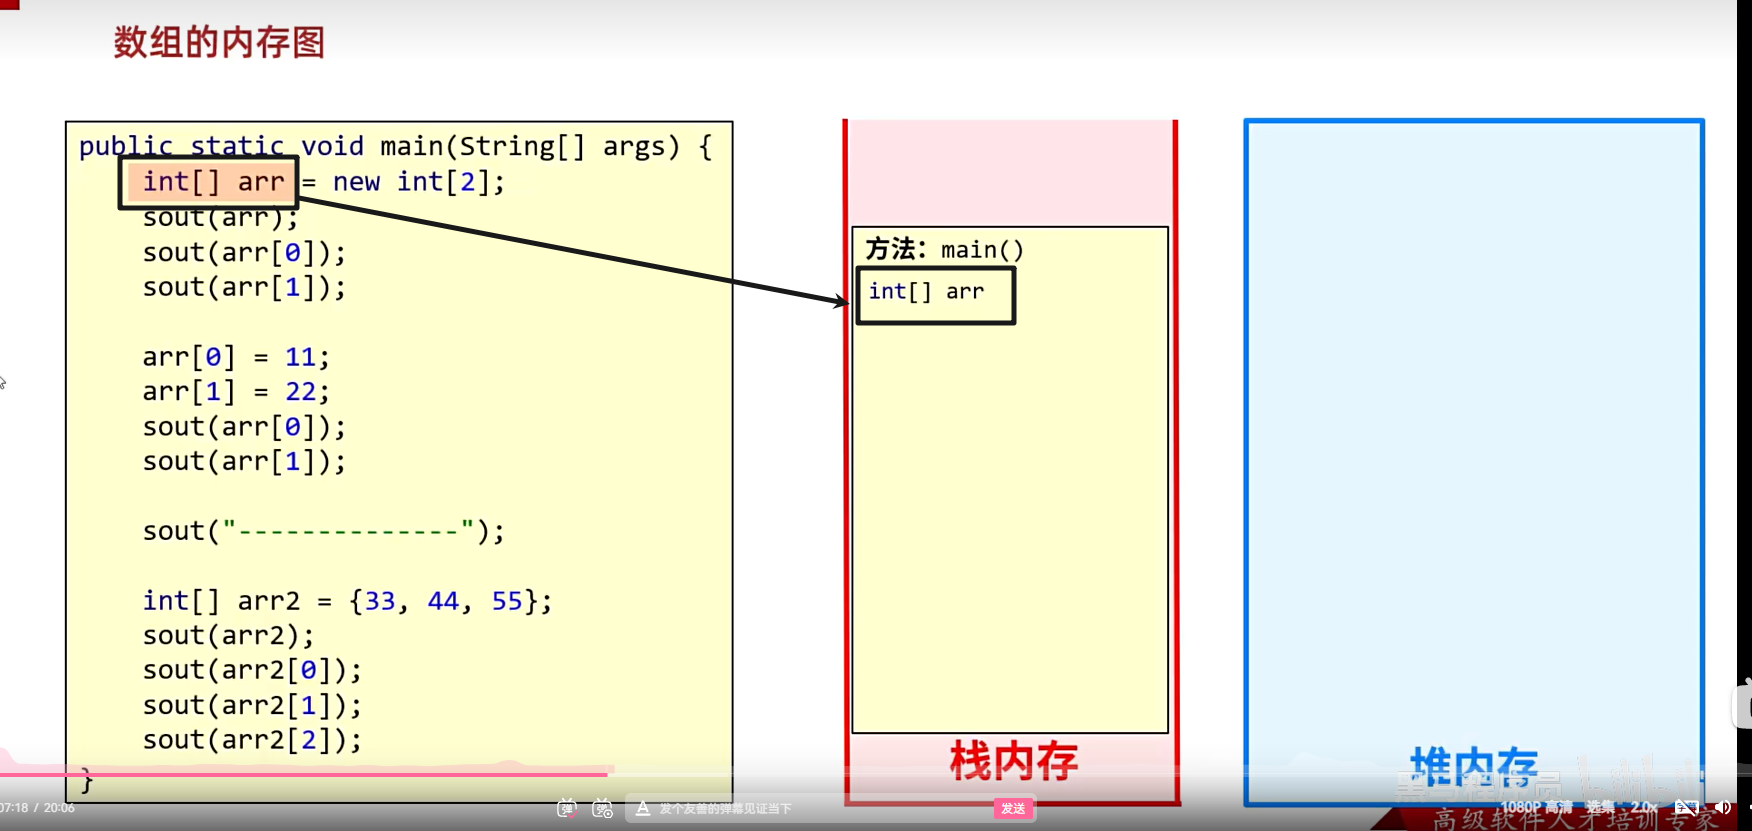 数组的内存图
public static void main(String[] args) {
int[] arr = new int[2];
sout(arr);
sout(arr[0]);
sout(arr[1]);
arr[0] = 11;
arr[1] = 22;
sout(arr[0]);
sout(arr[1]);
sout("--------------");
int[] arr2 = {33, 44, 55};
sout(arr2);
sout(arr2[0]);
sout(arr2[1]);
sout(arr2[2]);
}
方法: main()
int[] arr
栈内存
堆内存
07:18 / 20:06
弹
A 发个友善的弹幕见证当下
发送
1080P 高清 选集 2.0x
高级软件人才培训专家